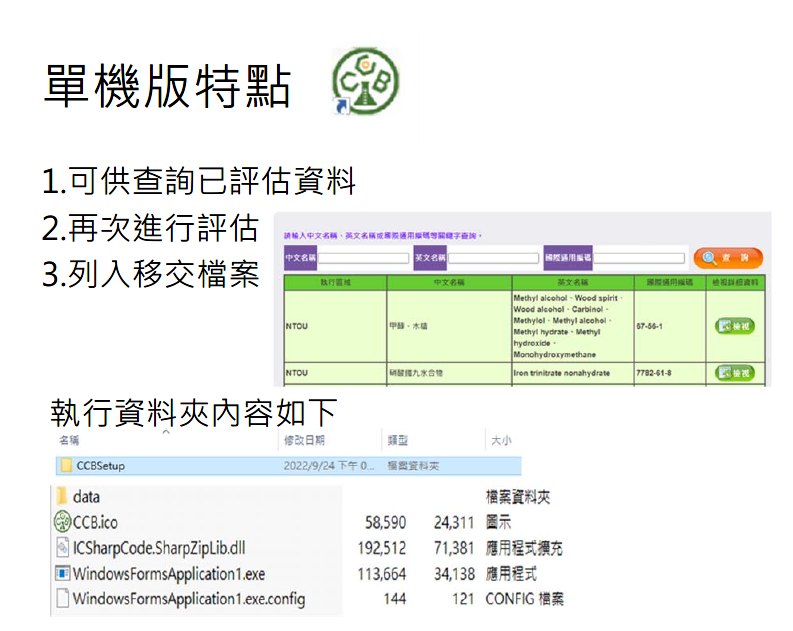 單機版特點
CCB
1.可供查詢已評估資料
2.再次進行評估
3.列入移交檔案
請輸入中文名稱、英文名稱或國際通用編碼等關鍵字查詢。
中文名稱 英文名稱 國際通用編碼 查 詢
執行區域 中文名稱 英文名稱 國際通用編碼 檢視詳細資料
NTOU 甲醇、木精 Methyl alcohol、Wood spirit、 67-56-1 檢視
Wood alcohol、Carbinol、
Methylol、Methyl alcohol、
Methyl hydrate、Methyl
hydroxide、
Monohydroxymethane
NTOU 硝酸鐵九水合物 Iron trinitrate nonahydrate 7782-61-8 檢視
執行資料夾內容如下
名稱 修改日期 類型 大小
CCBSetup 2022/9/24 下午 0... 檔案資料夾
data 檔案資料夾
CCB.ico 58,590 24,311 圖示
ICSharpCode.SharpZipLib.dll 192,512 71,381 應用程式擴充
WindowsFormsApplication1.exe 113,664 34,138 應用程式
WindowsFormsApplication1.exe.config 144 121 CONFIG 檔案